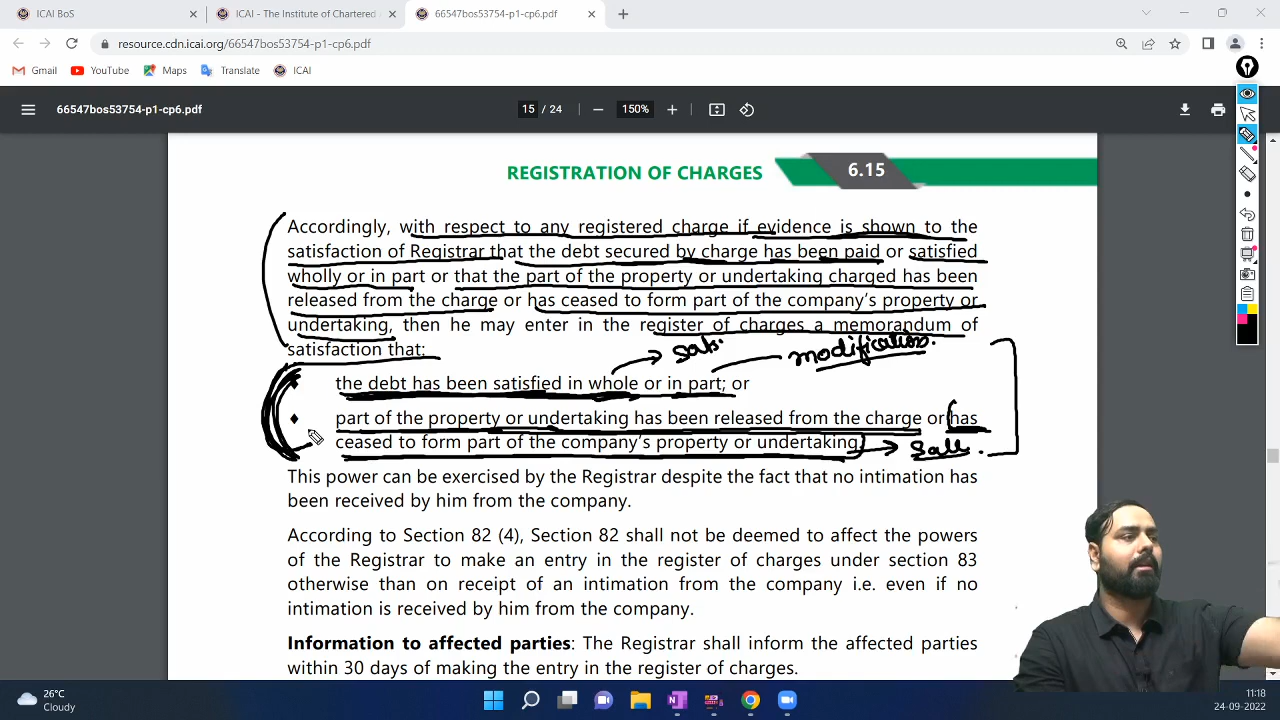 ICAI BoS
ICAI - The Institute of Chartered
66547bos53754-p1-cp6.pdf
resource.cdn.icai.org/66547bos53754-p1-cp6.pdf
Gmail
YouTube
Maps
Translate
ICAI
66547bos53754-p1-cp6.pdf
15 / 24
150%
REGISTRATION OF CHARGES
6.15
Accordingly, with respect to any registered charge if evidence is shown to the
satisfaction of Registrar that the debt secured by charge has been paid or satisfied
wholly or in part or that the part of the property or undertaking charged has been
released from the charge or has ceased to form part of the company's property or
undertaking, then he may enter in the register of charges a memorandum of
satisfaction that:
satis.
modification.
the debt has been satisfied in whole or in part; or
part of the property or undertaking has been released from the charge or has
ceased to form part of the company's property or undertaking.
This power can be exercised by the Registrar despite the fact that no intimation has
been received by him from the company.
According to Section 82 (4), Section 82 shall not be deemed to affect the powers
of the Registrar to make an entry in the register of charges under section 83
otherwise than on receipt of an intimation from the company i.e. even if no
intimation is received by him from the company.
Information to affected parties: The Registrar shall inform the affected parties
within 30 days of making the entry in the register of charges.
26°C
Cloudy
11:18
24-09-2022